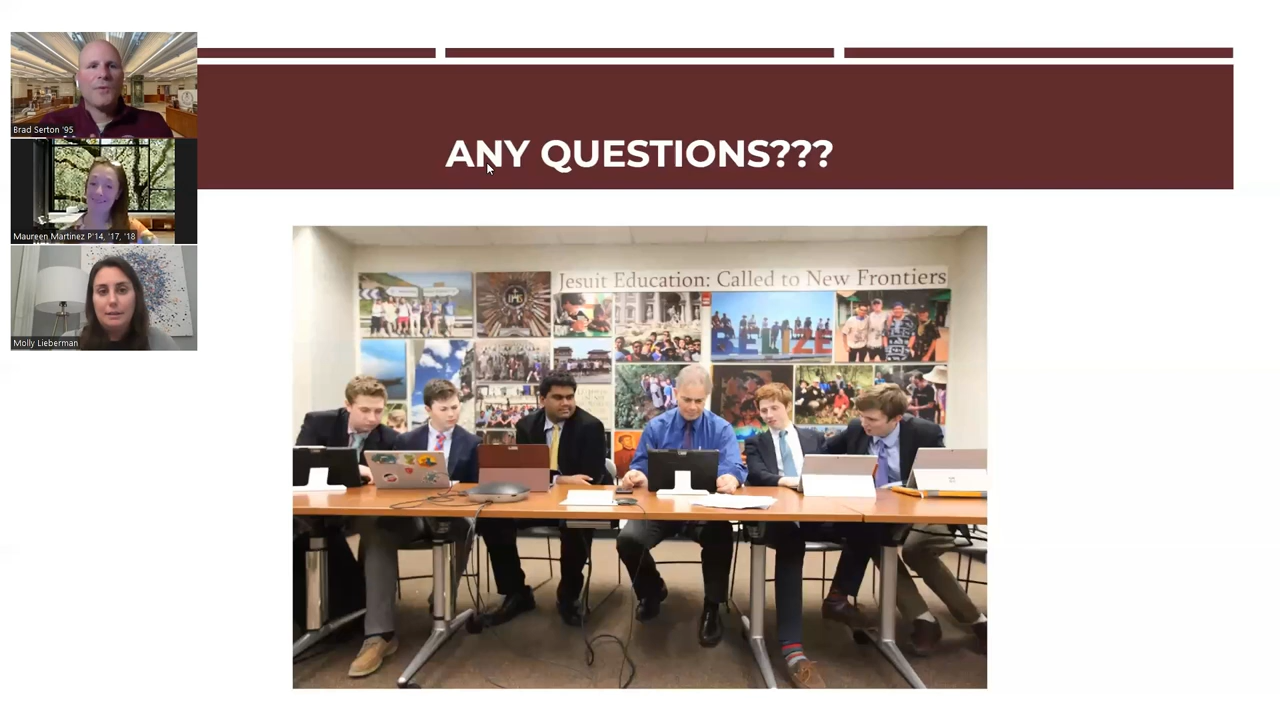 Brad Serton '95
Maureen Martinez P'14, '17, '18
Molly Lieberman
ANY QUESTIONS???
Jesuit Education: Called to New Frontiers
IHS
BELIZE